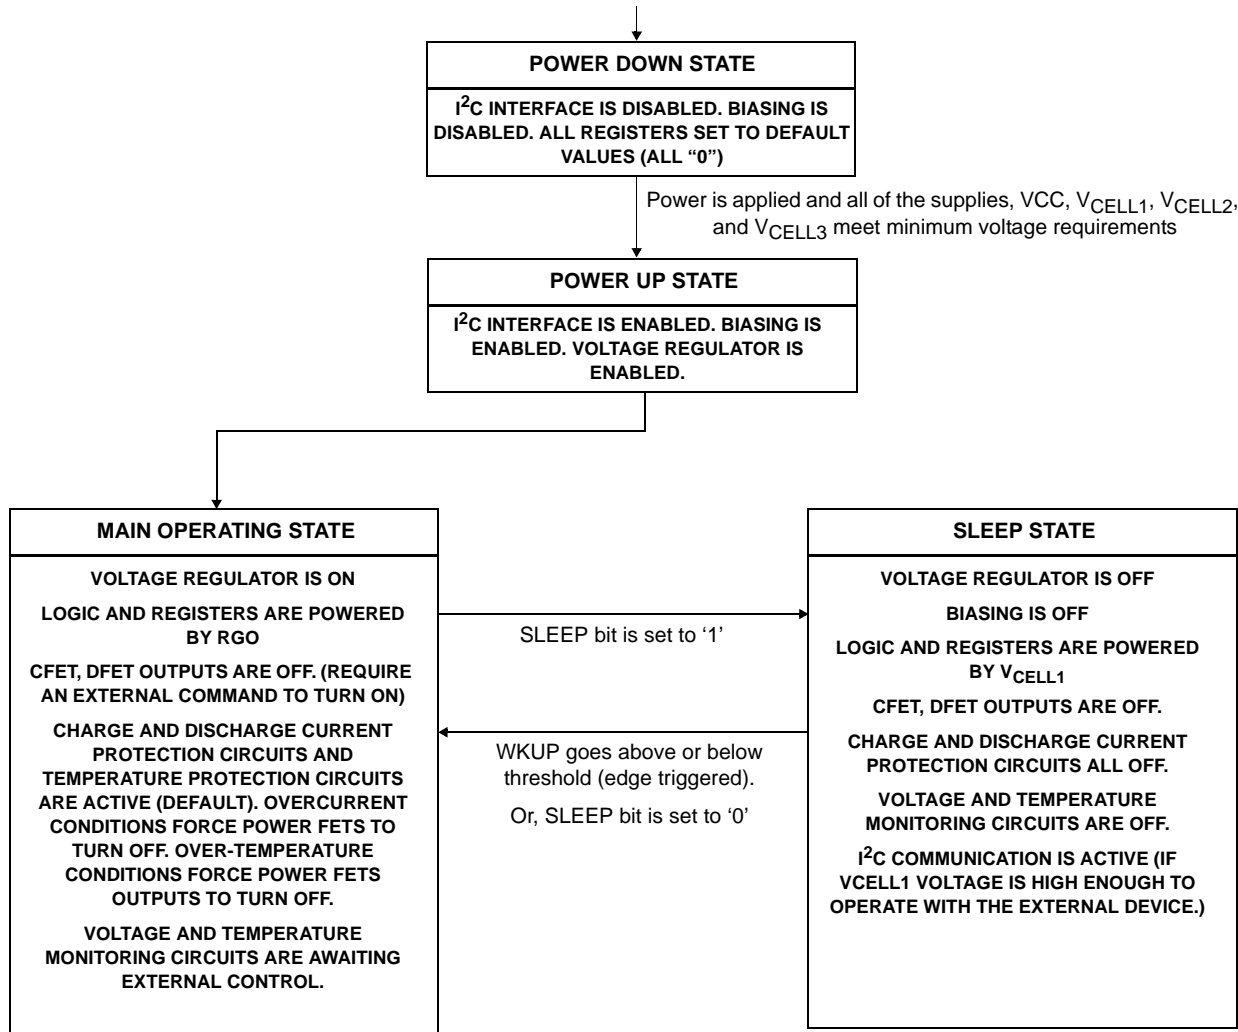 POWER DOWN STATE
I²C INTERFACE IS DISABLED. BIASING IS
DISABLED. ALL REGISTERS SET TO DEFAULT
VALUES (ALL “0”)
Power is applied and all of the supplies, VCC, VCELL1, VCELL2,
and VCELL3 meet minimum voltage requirements
POWER UP STATE
I²C INTERFACE IS ENABLED. BIASING IS
ENABLED. VOLTAGE REGULATOR IS
ENABLED.
MAIN OPERATING STATE
VOLTAGE REGULATOR IS ON
LOGIC AND REGISTERS ARE POWERED
BY RGO
CFET, DFET OUTPUTS ARE OFF. (REQUIRE
AN EXTERNAL COMMAND TO TURN ON)
CHARGE AND DISCHARGE CURRENT
PROTECTION CIRCUITS AND
TEMPERATURE PROTECTION CIRCUITS
ARE ACTIVE (DEFAULT). OVERCURRENT
CONDITIONS FORCE POWER FETS TO
TURN OFF. OVER-TEMPERATURE
CONDITIONS FORCE POWER FETS
OUTPUTS TO TURN OFF.
VOLTAGE AND TEMPERATURE
MONITORING CIRCUITS ARE AWAITING
EXTERNAL CONTROL.
SLEEP bit is set to ‘1’
WKUP goes above or below
threshold (edge triggered).
Or, SLEEP bit is set to ‘0’
SLEEP STATE
VOLTAGE REGULATOR IS OFF
BIASING IS OFF
LOGIC AND REGISTERS ARE POWERED
BY VCELL1
CFET, DFET OUTPUTS ARE OFF.
CHARGE AND DISCHARGE CURRENT
PROTECTION CIRCUITS ALL OFF.
VOLTAGE AND TEMPERATURE
MONITORING CIRCUITS ARE OFF.
I²C COMMUNICATION IS ACTIVE (IF
VCELL1 VOLTAGE IS HIGH ENOUGH TO
OPERATE WITH THE EXTERNAL DEVICE.)